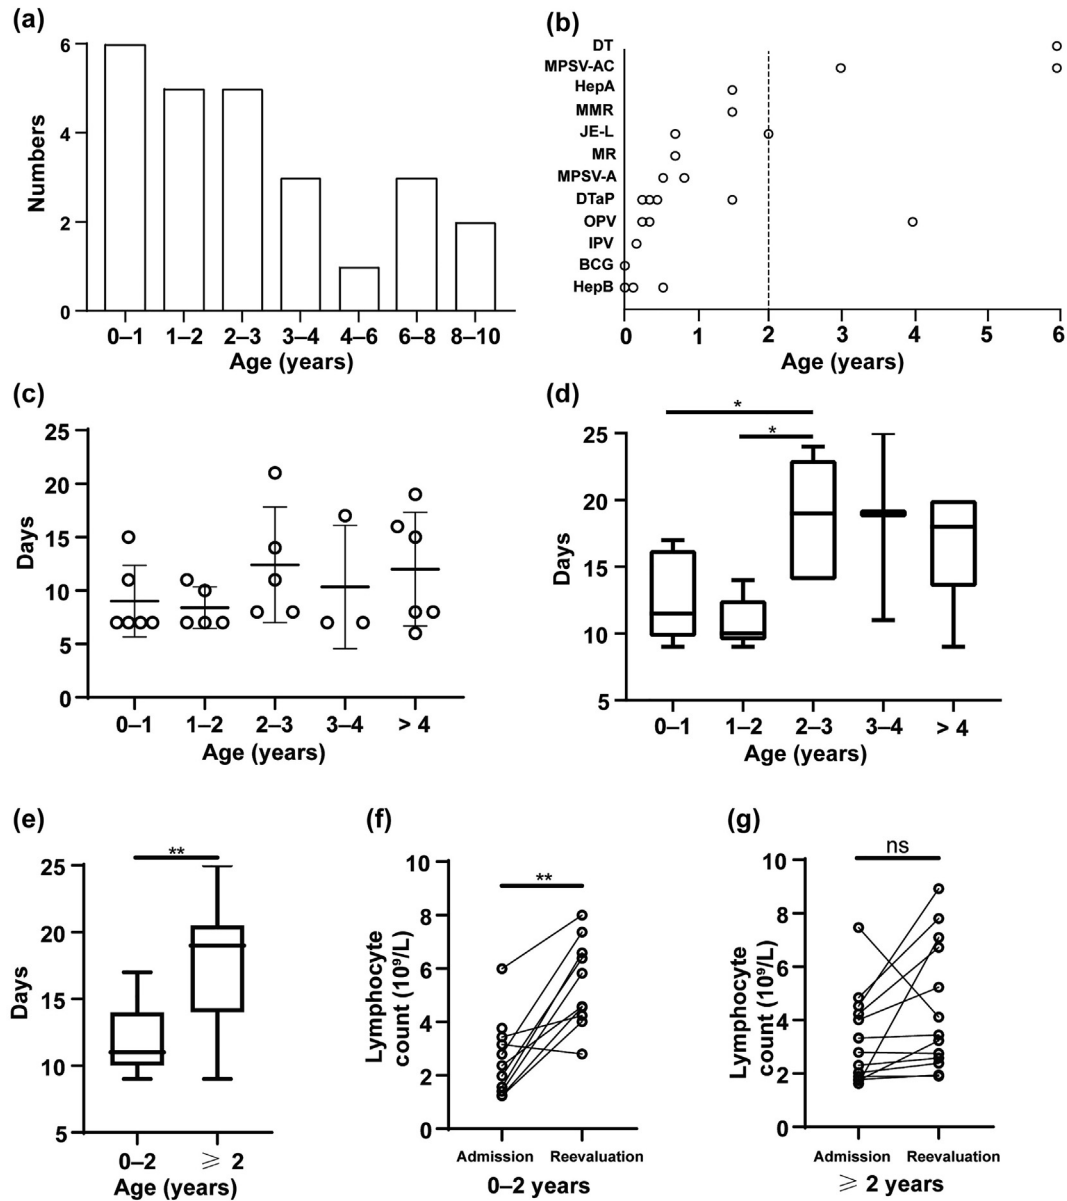 (a)
6
4
2
0
Numbers
0–1 1–2 2–3 3–4 4–6 6–8 8–10
Age (years)
(b)
DT
MPSV-AC
HepA
MMR
JE-L
MR
MPSV-A
DTaP
OPV
IPV
BCG
HepB
0 1 2 3 4 5 6
Age (years)
(c)
25
20
15
10
5
0
Days
0–1 1–2 2–3 3–4 > 4
Age (years)
(d)
*
*
25
20
15
10
5
Days
0–1 1–2 2–3 3–4 > 4
Age (years)
(e)
**
25
20
15
10
5
Days
0–2 ⩾ 2
Age (years)
(f)
**
10
8
6
4
2
0
Lymphocyte
count (10⁹/L)
Admission Reevaluation
0–2 years
(g)
ns
10
8
6
4
2
0
Lymphocyte
count (10⁹/L)
Admission Reevaluation
⩾ 2 years